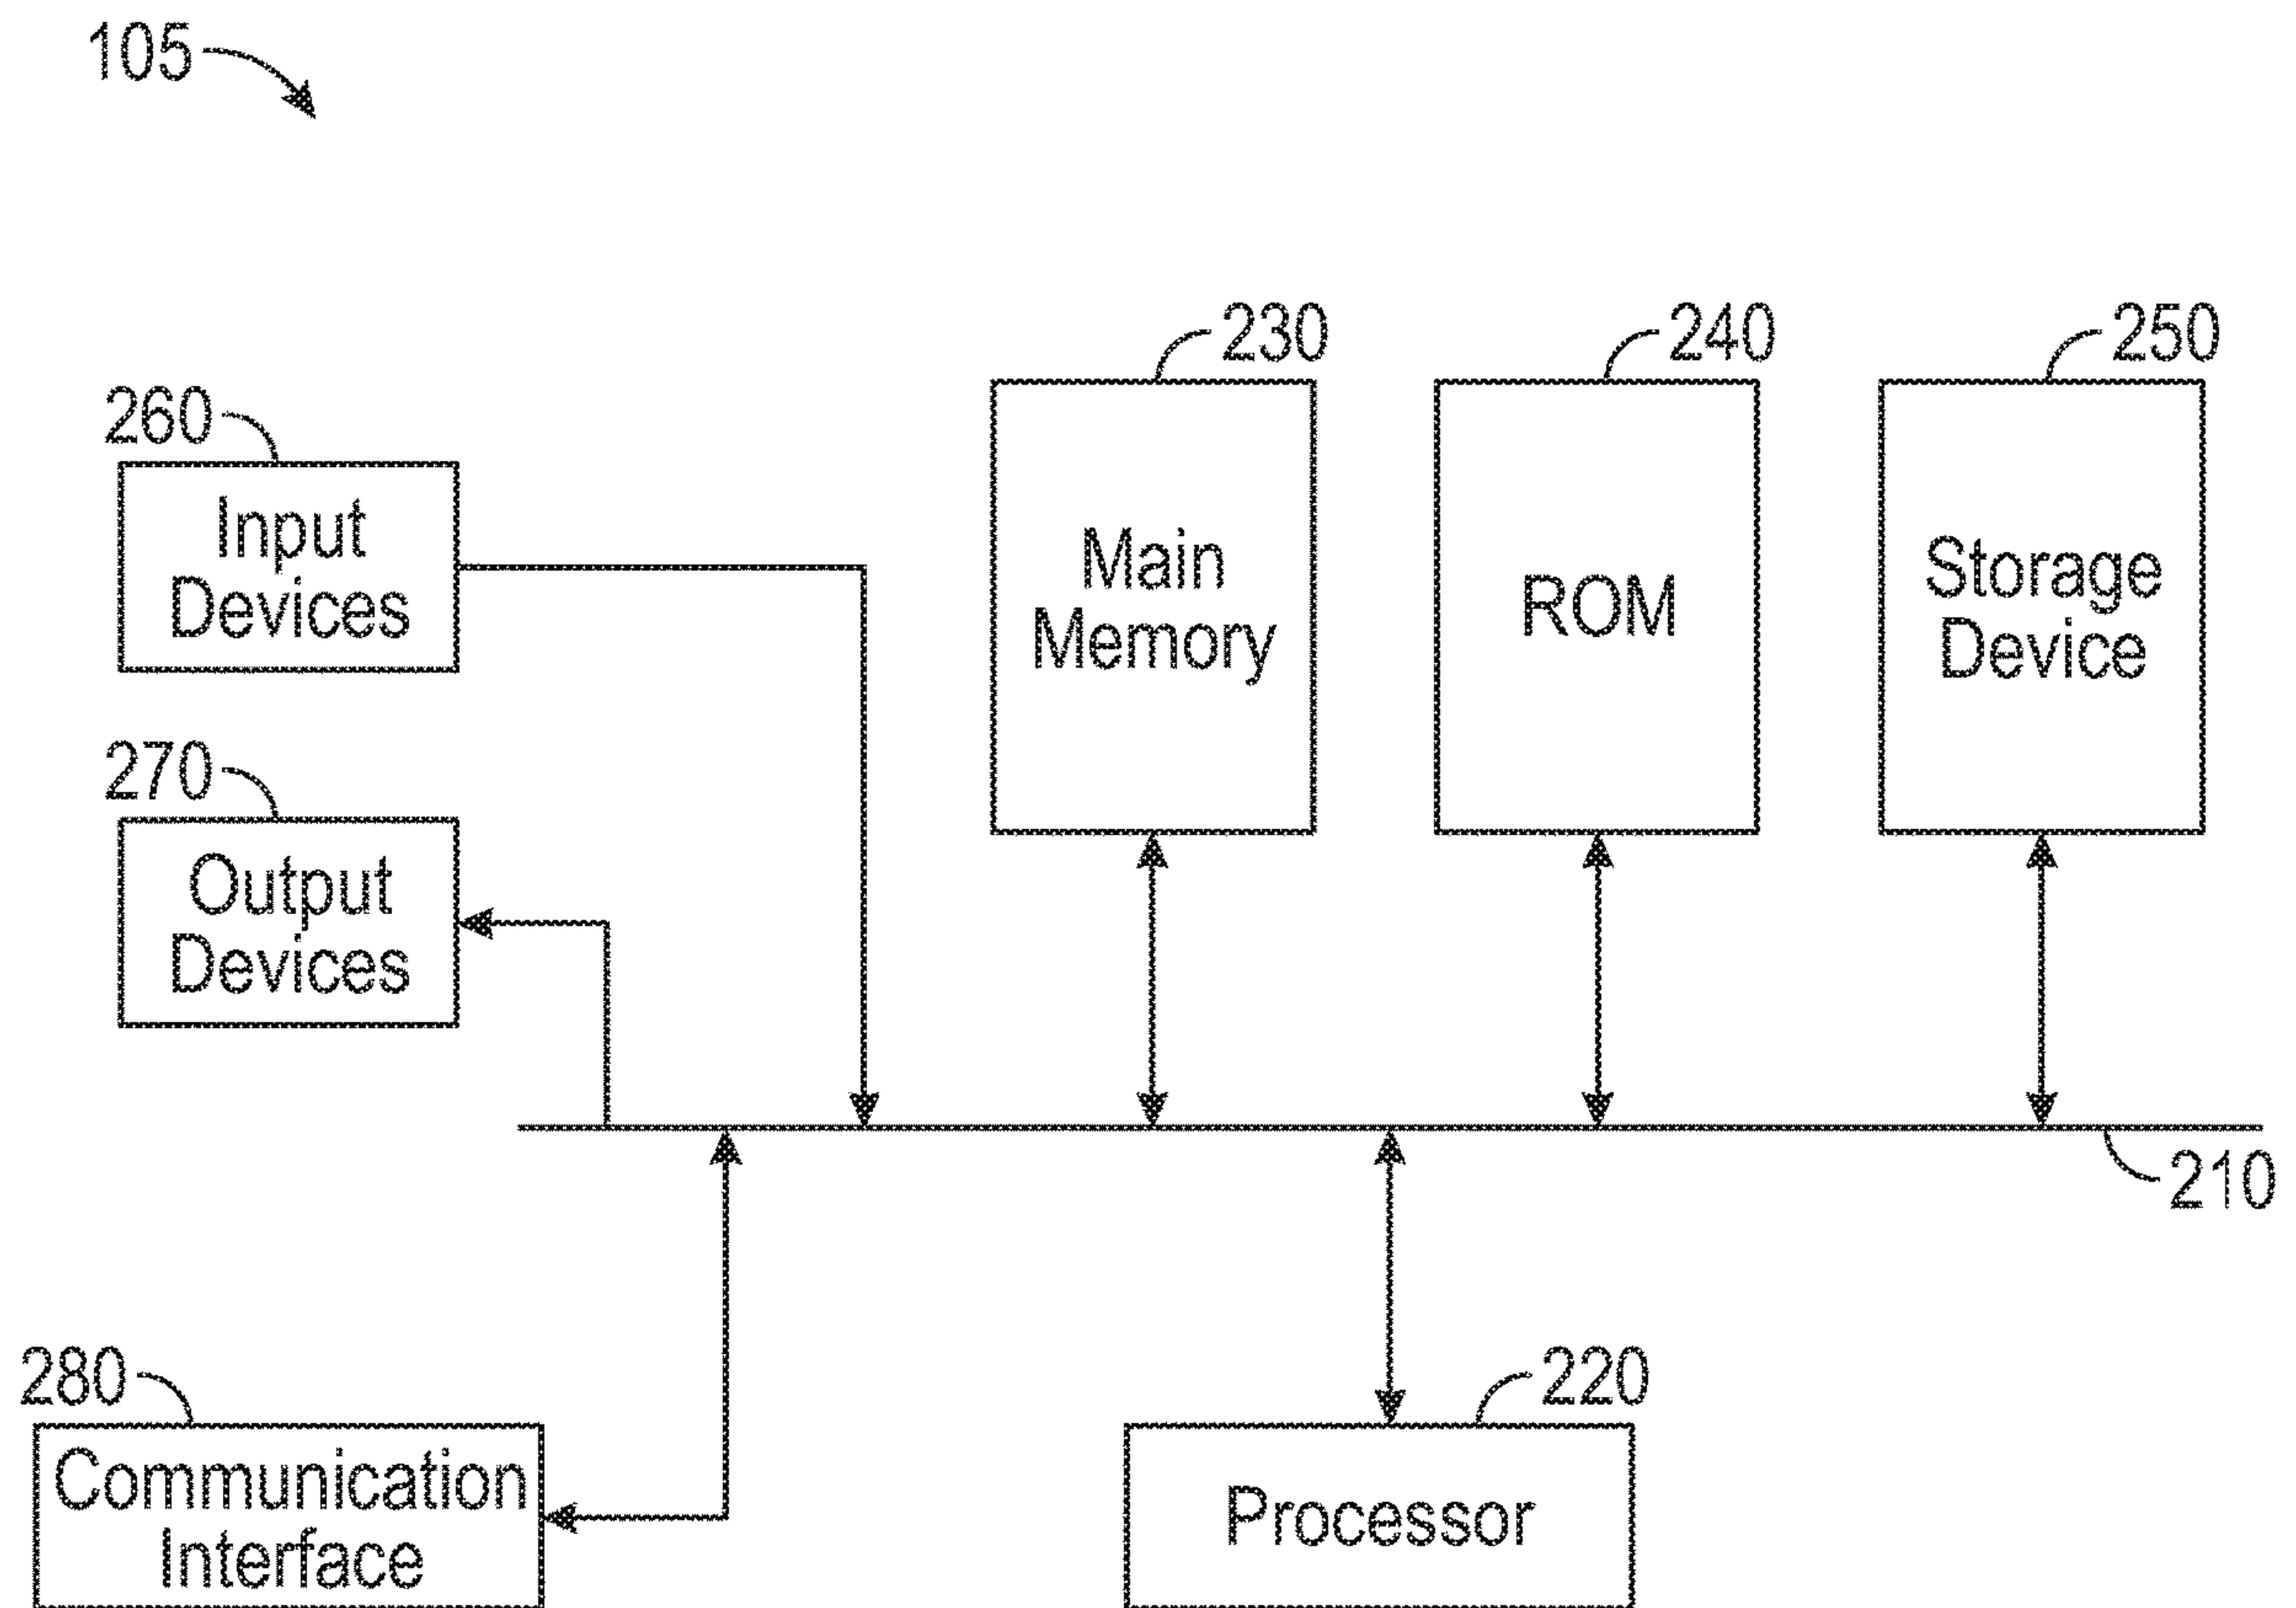 105
230
240
250
260
Input
Devices
Main
Memory
ROM
Storage
Device
270
Output
Devices
210
280
Communication
Interface
220
Processor